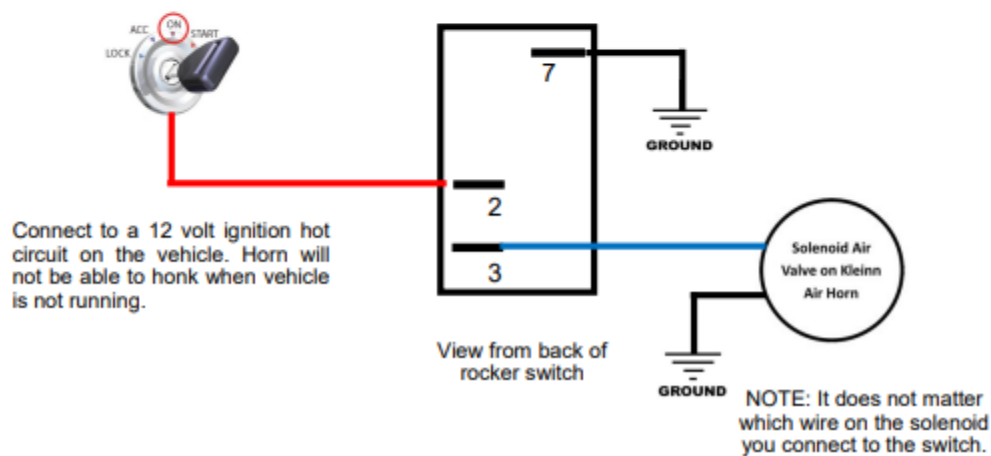 ACC
ON
START
LOCK
7
GROUND
2
Connect to a 12 volt ignition hot
circuit on the vehicle. Horn will
not be able to honk when vehicle
is not running.
3
Solenoid Air
Valve on Kleinn
Air Horn
View from back of
rocker switch
GROUND
NOTE: It does not matter
which wire on the solenoid
you connect to the switch.